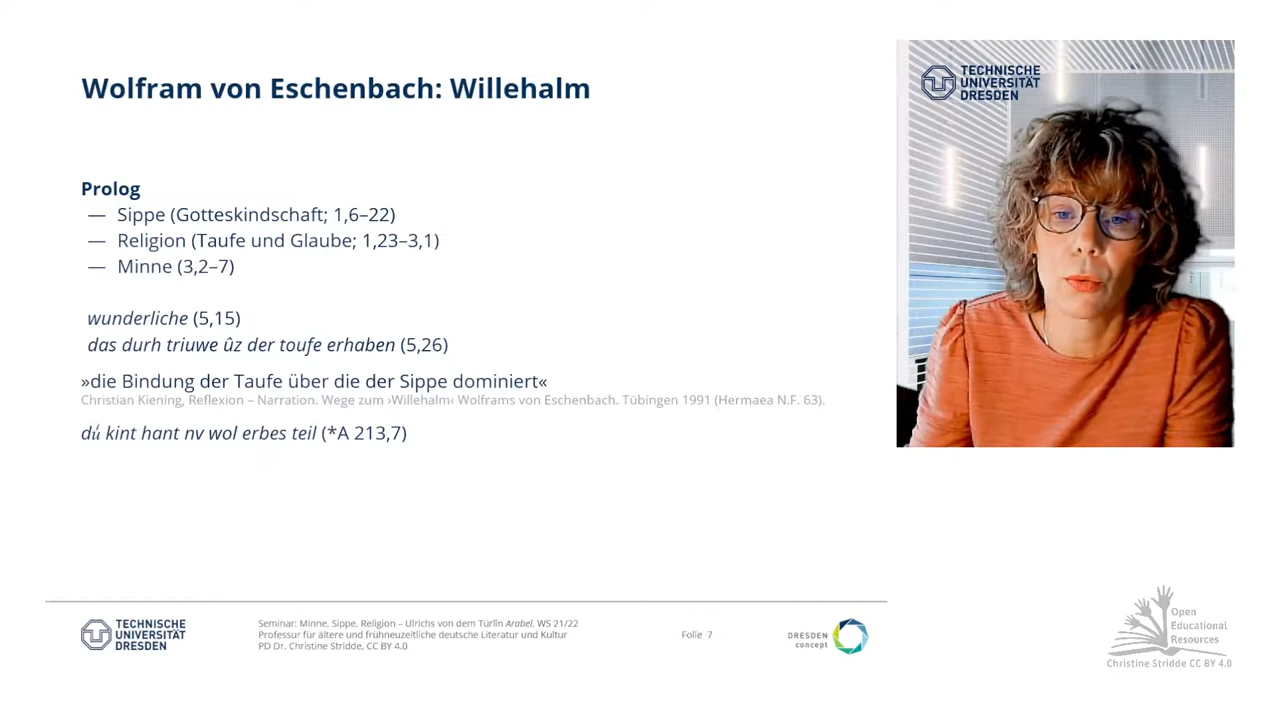 Wolfram von Eschenbach: Willehalm
TECHNISCHE
UNIVERSITÄT
DRESDEN
Prolog
— Sippe (Gotteskindschaft; 1,6–22)
— Religion (Taufe und Glaube; 1,23–3,1)
— Minne (3,2–7)
wunderliche (5,15)
das durh triuwe ûz der toufe erhaben (5,26)
»die Bindung der Taufe über die der Sippe dominiert«
Christian Kiening, Reflexion – Narration. Wege zum ›Willehalm‹ Wolframs von Eschenbach. Tübingen 1991 (Hermaea N.F. 63).
diu̍ kint hant nv wol erbes teil (*A 213,7)
TECHNISCHE
UNIVERSITÄT
DRESDEN
Seminar: Minne, Sippe, Religion – Ulrichs von dem Türlin Arabel, WS 21/22
Professur für ältere und frühneuzeitliche deutsche Literatur und Kultur
PD Dr. Christine Stridde, CC BY 4.0
Folie 7
DRESDEN
concept
Open
Educational
Resources
Christine Stridde CC BY 4.0